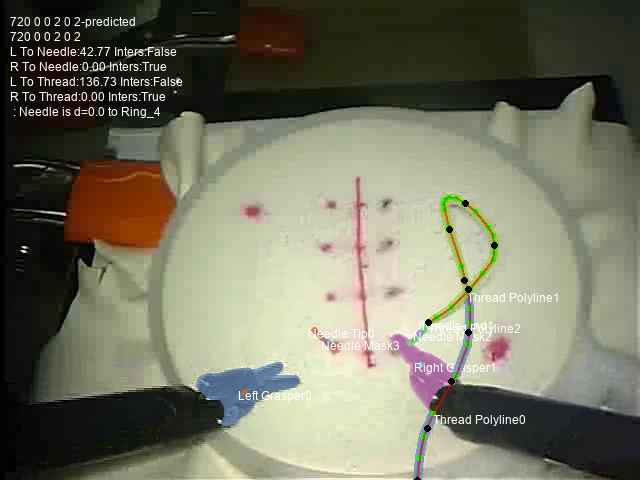 720 0 0 2 0 2-predicted
720 0 0 2 0 2
L To Needle:42.77 Inters:False
R To Needle:0.00 Inters:True
L To Thread:136.73 Inters:False
R To Thread:0.00 Inters:True
: Needle is d=0.0 to Ring_4
Thread Polyline1
Thread Polyline2
Needle Tip0
Needle Mask2
Needle Mask3
Right Grasper1
Left Grasper0
Thread Polyline0